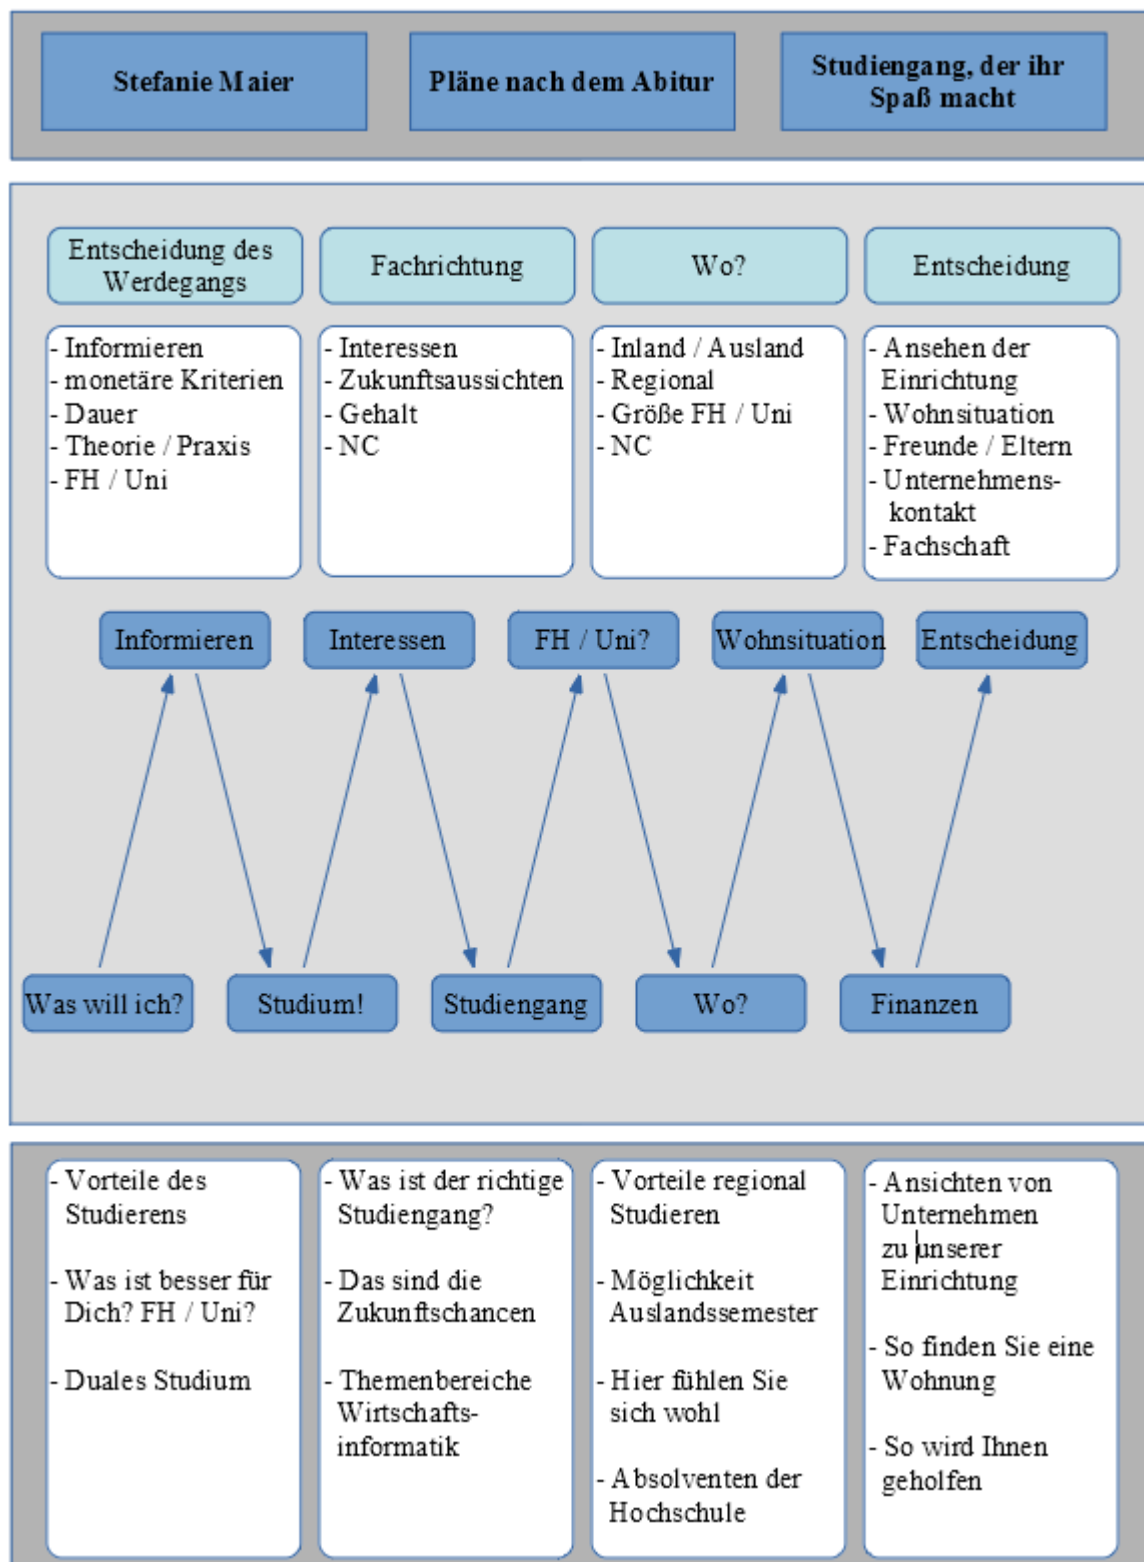 Stefanie Maier
Pläne nach dem Abitur
Studiengang, der ihr
Spaß macht
Entscheidung des
Werdegangs
Fachrichtung
Wo?
Entscheidung
- Informieren
- monetäre Kriterien
- Dauer
- Theorie / Praxis
- FH / Uni
- Interessen
- Zukunftsaussichten
- Gehalt
- NC
- Inland / Ausland
- Regional
- Größe FH / Uni
- NC
- Ansehen der
Einrichtung
- Wohnsituation
- Freunde / Eltern
- Unternehmens-
kontakt
- Fachschaft
Informieren
Interessen
FH / Uni?
Wohnsituation
Entscheidung
Was will ich?
Studium!
Studiengang
Wo?
Finanzen
- Vorteile des
Studierens
- Was ist besser für
Dich? FH / Uni?
- Duales Studium
- Was ist der richtige
Studiengang?
- Das sind die
Zukunftschancen
- Themenbereiche
Wirtschafts-
informatik
- Vorteile regional
Studieren
- Möglichkeit
Auslandssemester
- Hier fühlen Sie
sich wohl
- Absolventen der
Hochschule
- Ansichten von
Unternehmen
zu unserer
Einrichtung
- So finden Sie eine
Wohnung
- So wird Ihnen
geholfen